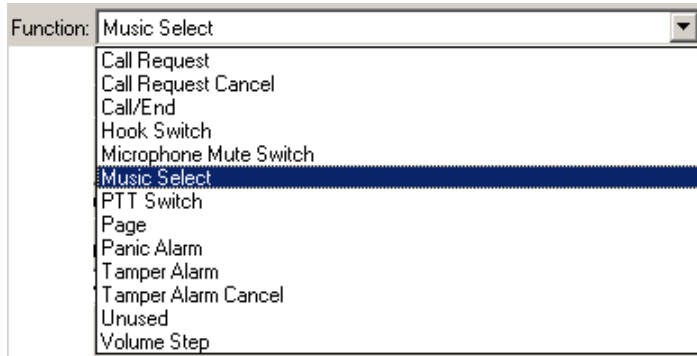 Function: Music Select
Call Request
Call Request Cancel
Call/End
Hook Switch
Microphone Mute Switch
Music Select
PTT Switch
Page
Panic Alarm
Tamper Alarm
Tamper Alarm Cancel
Unused
Volume Step